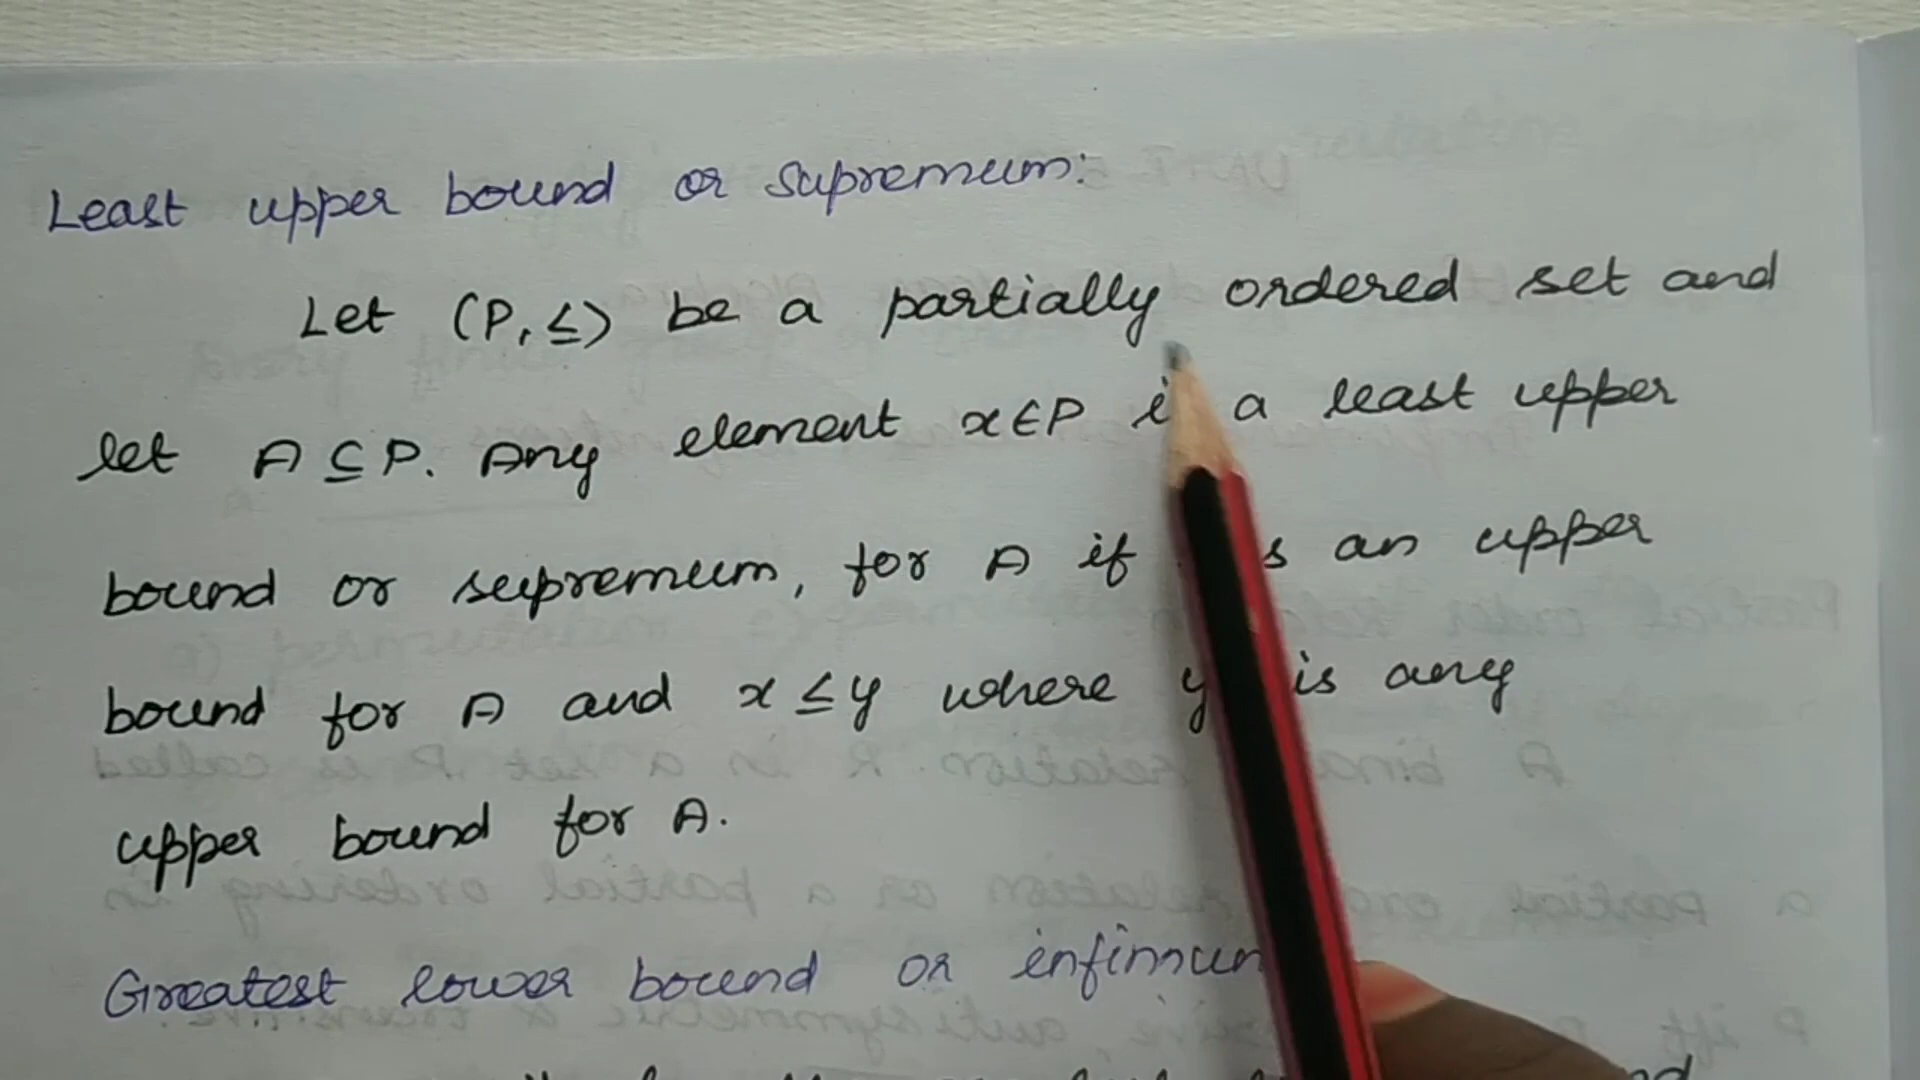 Least upper bound or Supremum:
Let (P, ≤) be a partially ordered set and
let A ⊆ P. Any element x∈P a least upper
bound or supremum, for A if an upper
bound for A and x ≤ y where y is any
upper bound for A.
Greatest lower bound or